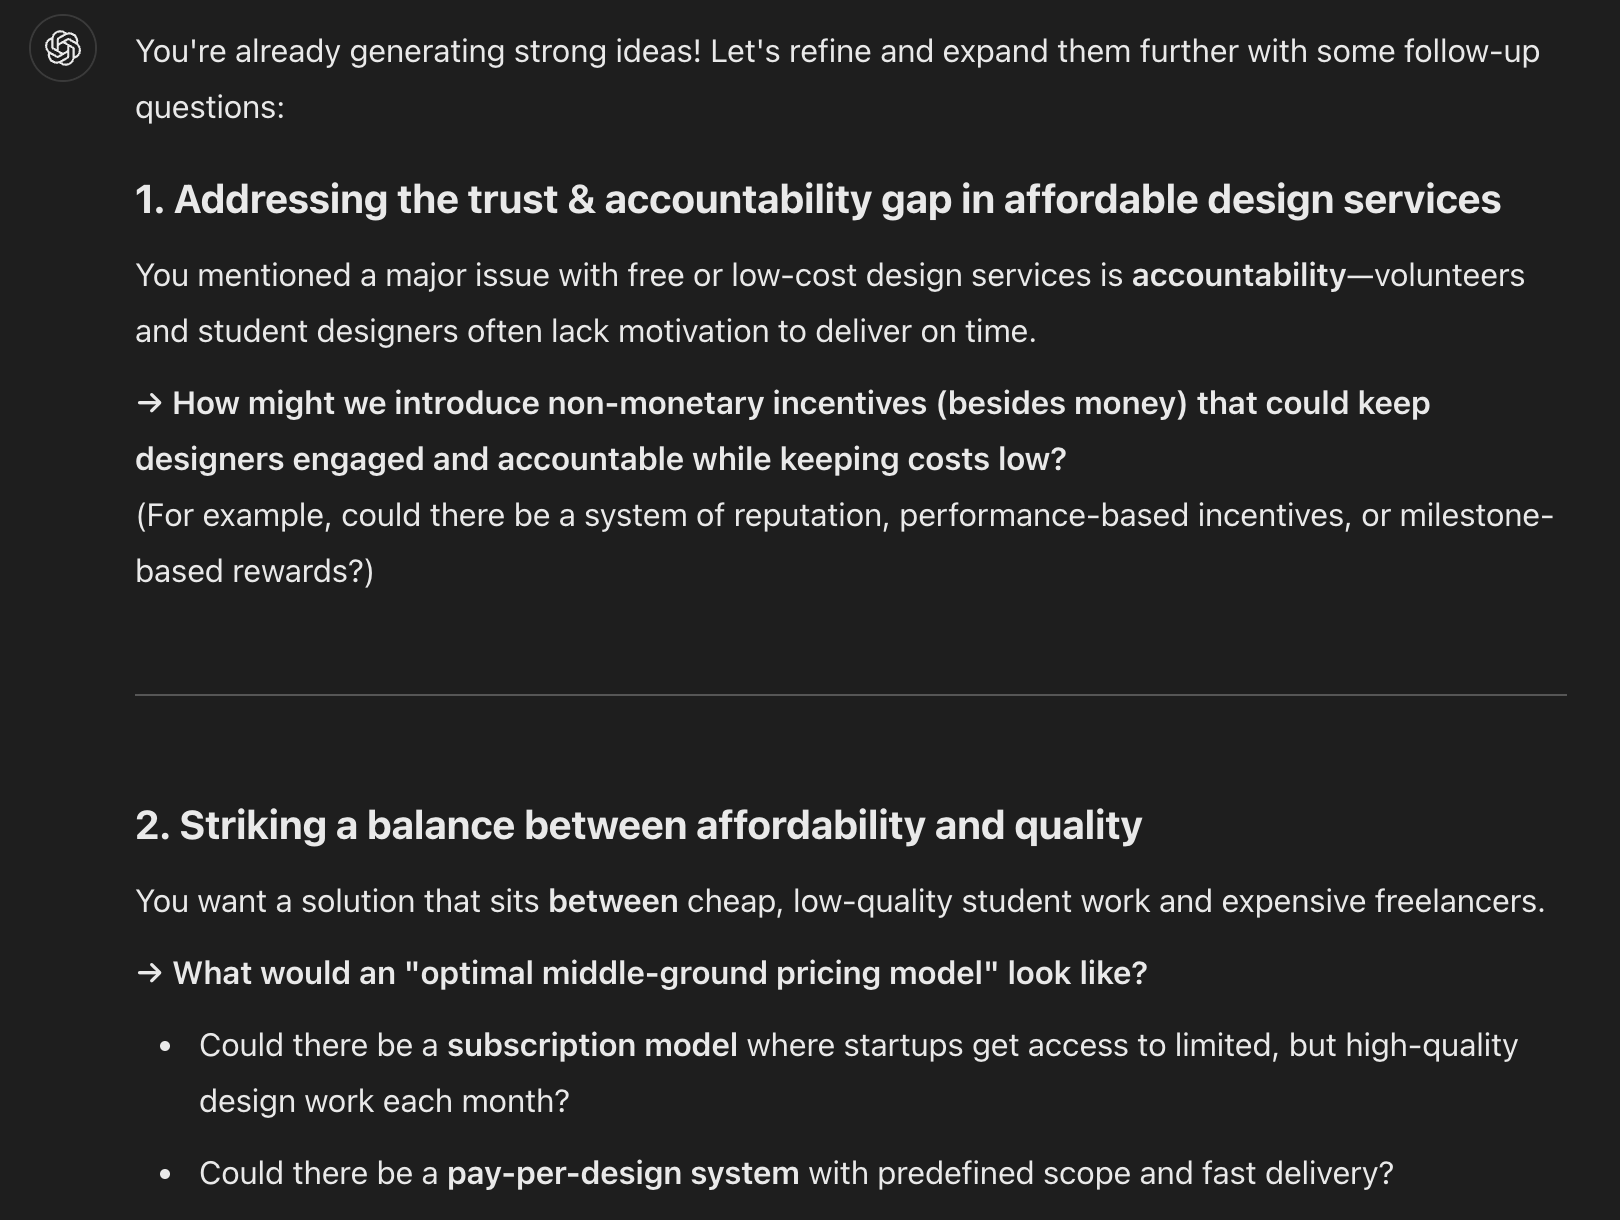 You're already generating strong ideas! Let's refine and expand them further with some follow-up
questions:
1. Addressing the trust & accountability gap in affordable design services
You mentioned a major issue with free or low-cost design services is accountability—volunteers
and student designers often lack motivation to deliver on time.
→ How might we introduce non-monetary incentives (besides money) that could keep
designers engaged and accountable while keeping costs low?
(For example, could there be a system of reputation, performance-based incentives, or milestone-
based rewards?)
2. Striking a balance between affordability and quality
You want a solution that sits between cheap, low-quality student work and expensive freelancers.
→ What would an "optimal middle-ground pricing model" look like?
• Could there be a subscription model where startups get access to limited, but high-quality
design work each month?
• Could there be a pay-per-design system with predefined scope and fast delivery?